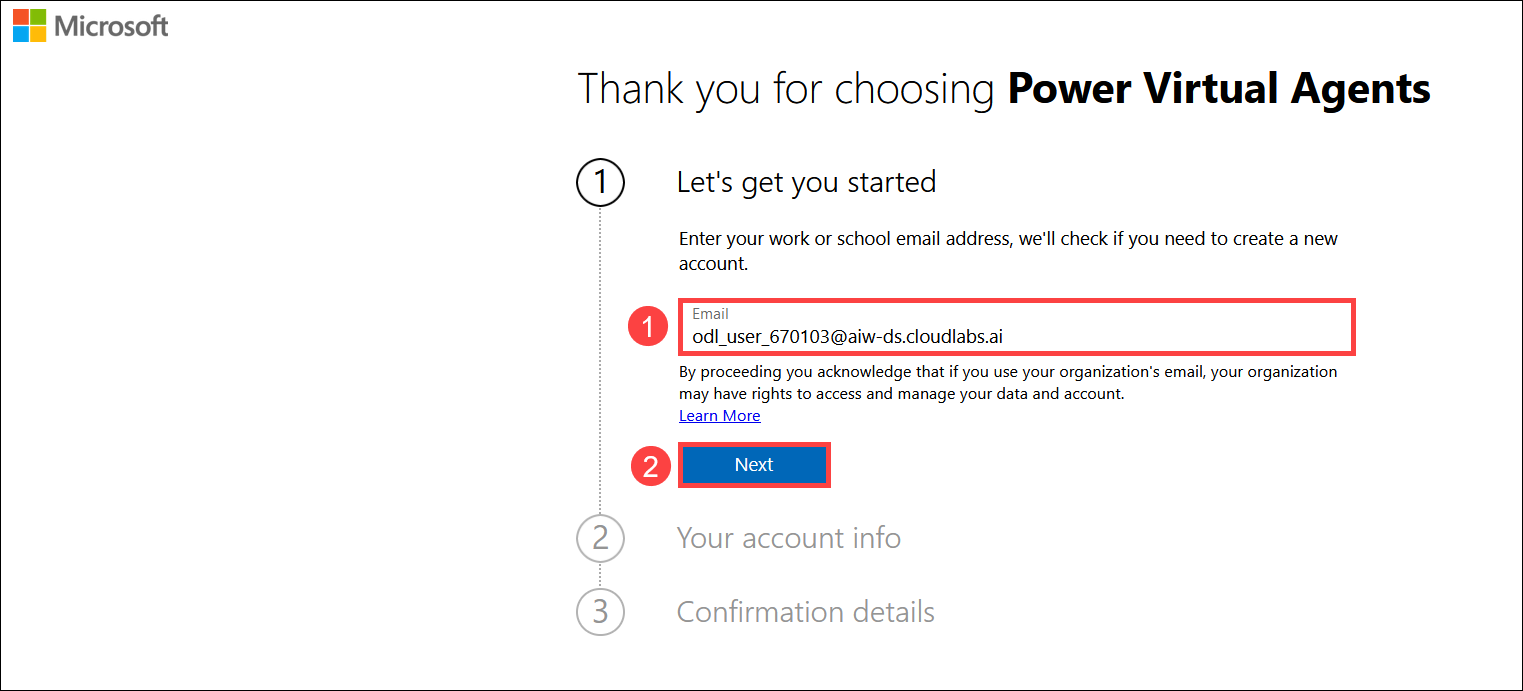 Microsoft
Thank you for choosing Power Virtual Agents
1
Let's get you started
Enter your work or school email address, we'll check if you need to create a new
account.
1
Email
odl_user_670103@aiw-ds.cloudlabs.ai
By proceeding you acknowledge that if you use your organization's email, your organization
may have rights to access and manage your data and account.
Learn More
2
Next
2
Your account info
3
Confirmation details